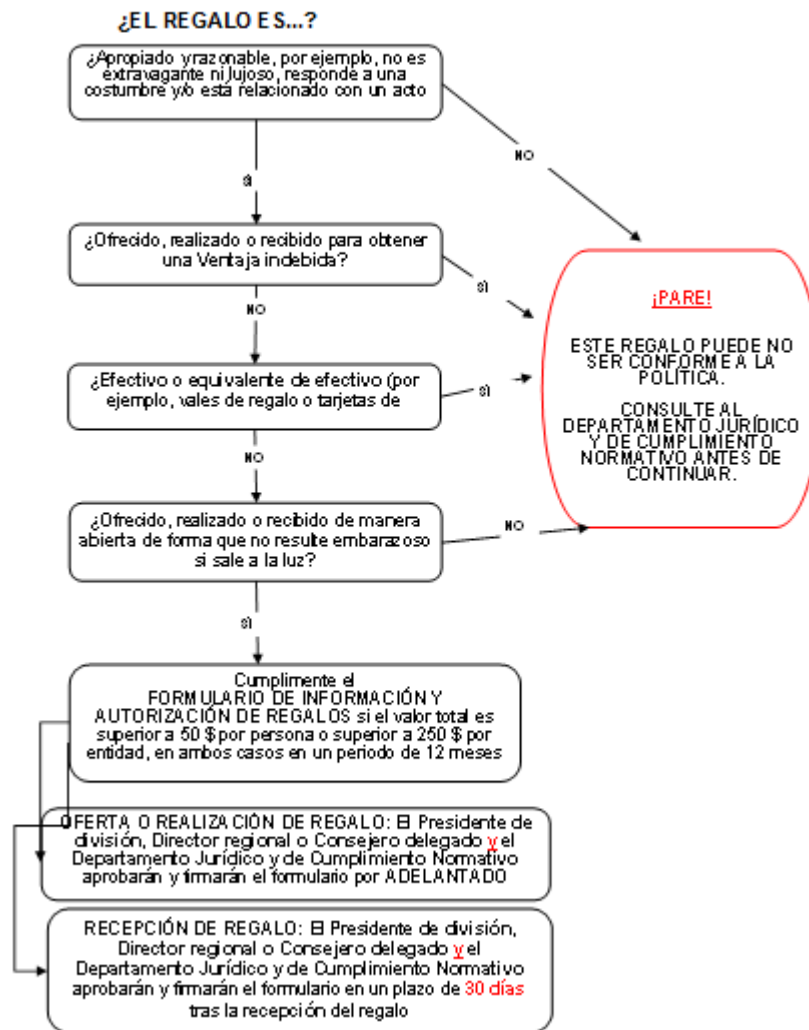 ¿EL REGALO ES...?
¿Apropiado y razonable, por ejemplo, no es
extravagante ni lujoso, responde a una
costumbre y/o está relacionado con un acto
NO
SÍ
¿Ofrecido, realizado o recibido para obtener
una Ventaja indebida?
SÍ
NO
¡PARE!
ESTE REGALO PUEDE NO
SER CONFORME A LA
POLÍTICA.
CONSULTE AL
DEPARTAMENTO JURÍDICO
Y DE CUMPLIMIENTO
NORMATIVO ANTES DE
CONTINUAR.
¿Efectivo o equivalente de efectivo (por
ejemplo, vales de regalo o tarjetas de
SÍ
NO
¿Ofrecido, realizado o recibido de manera
abierta de forma que no resulte embarazoso
si sale a la luz?
NO
SÍ
Cumplimente el
FORMULARIO DE INFORMACIÓN Y
AUTORIZACIÓN DE REGALOS si el valor total es
superior a 50 $ por persona o superior a 250 $ por
entidad, en ambos casos en un periodo de 12 meses
OFERTA O REALIZACIÓN DE REGALO: El Presidente de
división, Director regional o Consejero delegado y el
Departamento Jurídico y de Cumplimiento Normativo
aprobarán y firmarán el formulario por ADELANTADO
RECEPCIÓN DE REGALO: El Presidente de división,
Director regional o Consejero delegado y el
Departamento Jurídico y de Cumplimiento Normativo
aprobarán y firmarán el formulario en un plazo de 30 días
tras la recepción del regalo